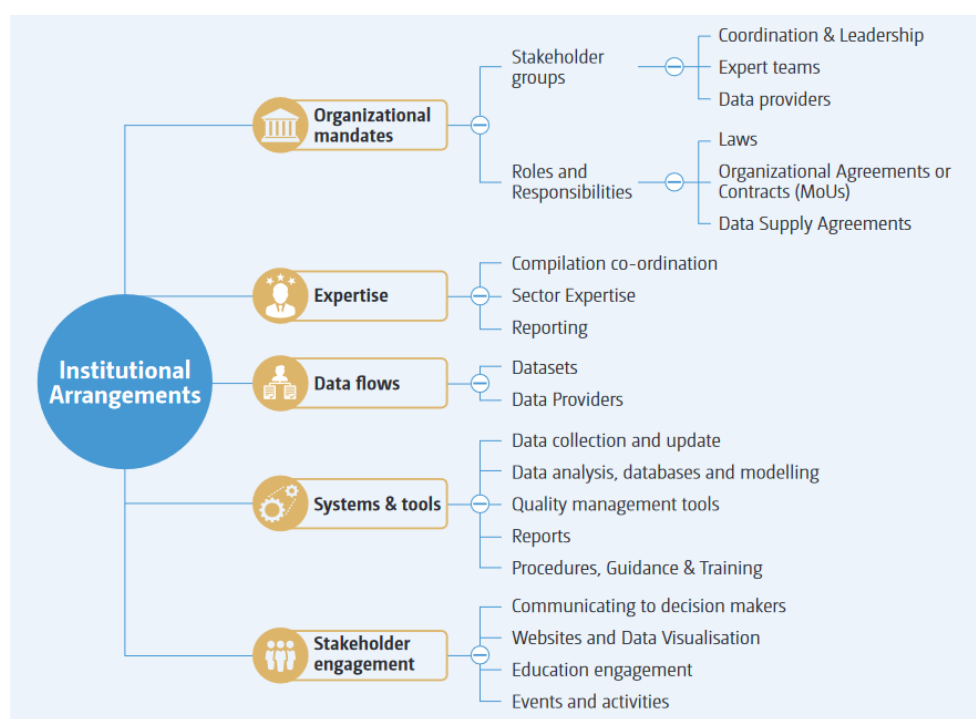 Institutional
Arrangements
Organizational
mandates
Stakeholder
groups
Coordination & Leadership
Expert teams
Data providers
Roles and
Responsibilities
Laws
Organizational Agreements or
Contracts (MoUs)
Data Supply Agreements
Expertise
Compilation co-ordination
Sector Expertise
Reporting
Data flows
Datasets
Data Providers
Systems & tools
Data collection and update
Data analysis, databases and modelling
Quality management tools
Reports
Procedures, Guidance & Training
Stakeholder
engagement
Communicating to decision makers
Websites and Data Visualisation
Education engagement
Events and activities